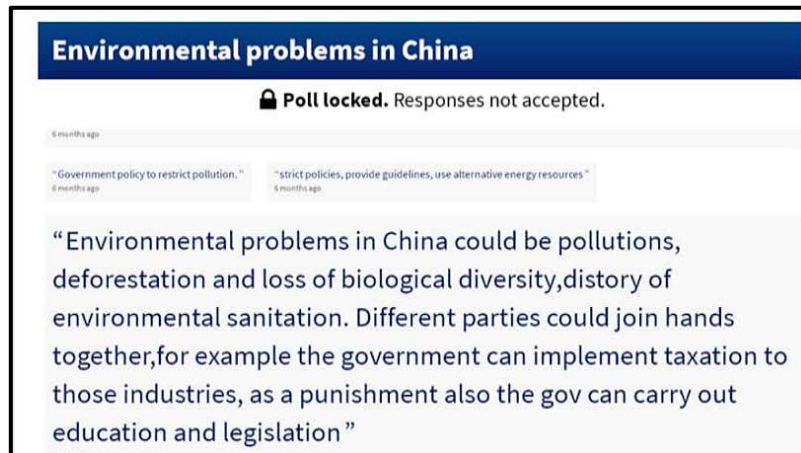 Environmental problems in China
Poll locked. Responses not accepted.
6 months ago
“Government policy to restrict pollution.”
6 months ago
“strict policies, provide guidelines, use alternative energy resources”
6 months ago
“Environmental problems in China could be pollutions,
deforestation and loss of biological diversity,distory of
environmental sanitation. Different parties could join hands
together,for example the government can implement taxation to
those industries, as a punishment also the gov can carry out
education and legislation”